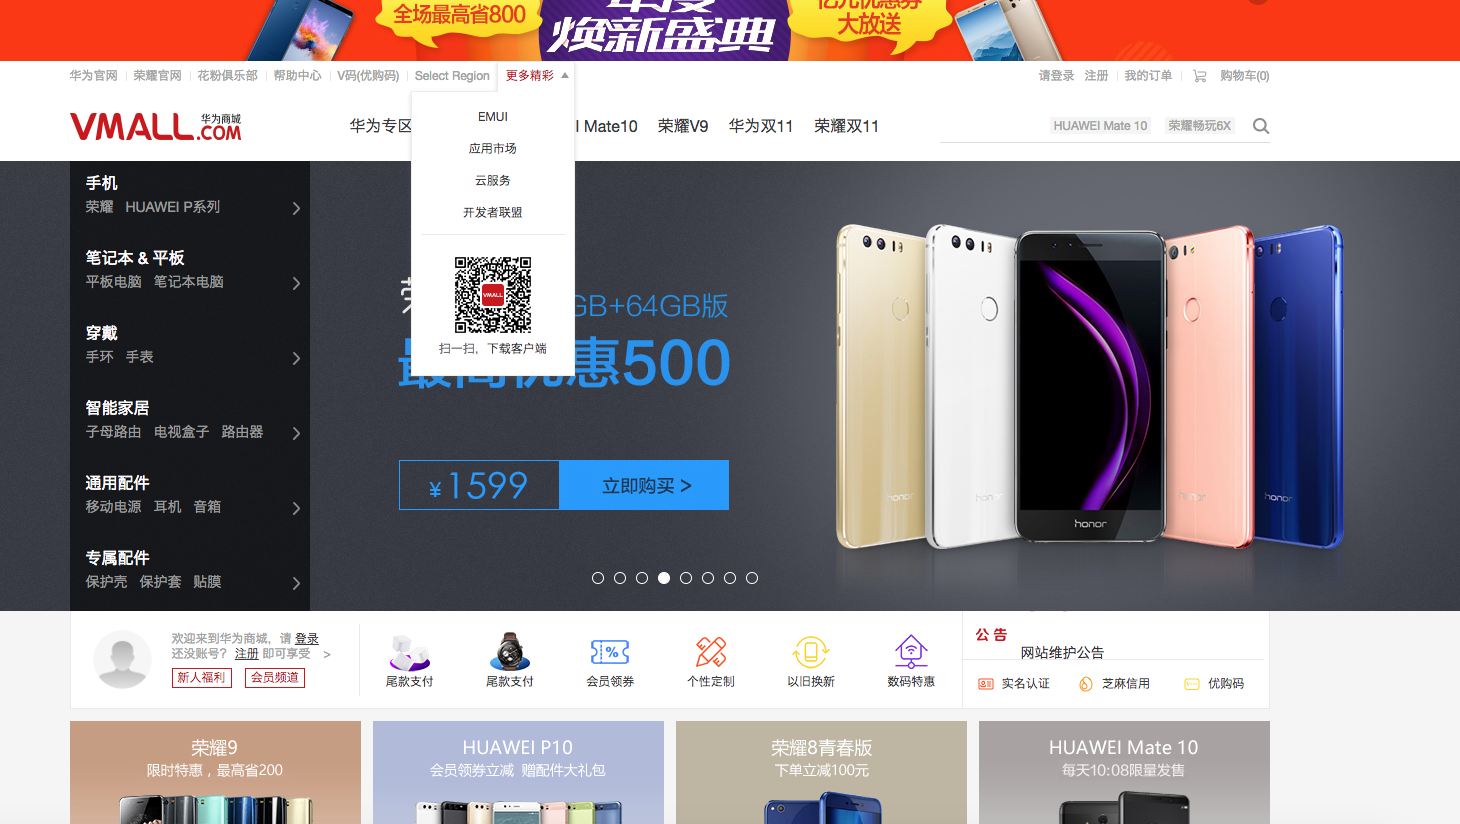 全场最高省800
焕新盛典
大放送
华为官网
荣耀官网
花粉俱乐部
帮助中心
V码(优购码)
Select Region
更多精彩
请登录
注册
我的订单
购物车(0)
VMALL.COM
华为商城
华为专区
I Mate10
荣耀V9
华为双11
荣耀双11
HUAWEI Mate 10
荣耀畅玩6X
EMUI
应用市场
云服务
开发者联盟
VMALL
扫一扫，下载客户端
手机
荣耀 HUAWEI P系列
笔记本 & 平板
平板电脑 笔记本电脑
穿戴
手环 手表
智能家居
子母路由 电视盒子 路由器
通用配件
移动电源 耳机 音箱
专属配件
保护壳 保护套 贴膜
GB+64GB版
最高优惠500
¥1599
立即购买 >
honor
honor
honor
honor
honor
欢迎来到华为商城，请 登录
还没账号？ 注册 即可享受 >
新人福利
会员频道
尾款支付
尾款支付
会员领券
个性定制
以旧换新
数码特惠
公告
网站维护公告
实名认证
芝麻信用
优购码
荣耀9
限时特惠，最高省200
HUAWEI P10
会员领券立减 赠配件大礼包
荣耀8青春版
下单立减100元
HUAWEI Mate 10
每天10:08限量发售